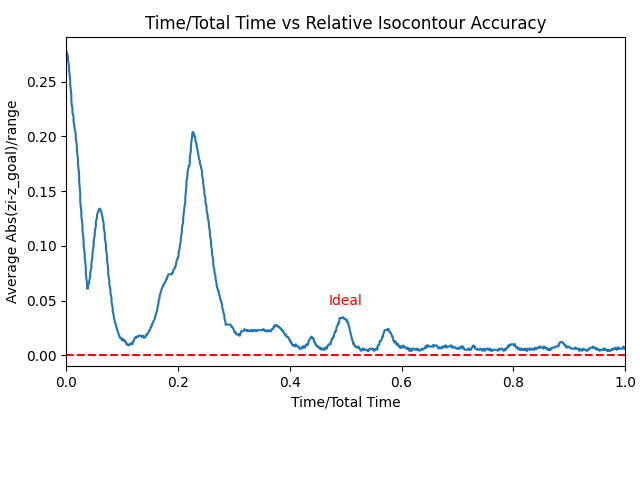 Time/Total Time vs Relative Isocontour Accuracy
Average Abs(zi-z_goal)/range
0.25
0.20
0.15
0.10
0.05
0.00
Ideal
0.0 0.2 0.4 0.6 0.8 1.0
Time/Total Time